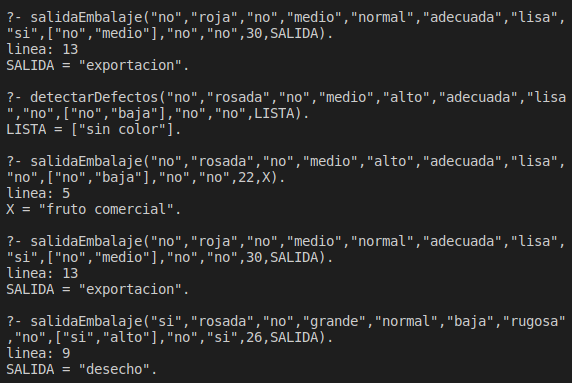 ?- salidaEmbalaje("no","roja","no","medio","normal","adecuada","lisa",
"si",["no","medio"],"no","no",30,SALIDA).
linea: 13
SALIDA = "exportacion".
?- detectarDefectos("no","rosada","no","medio","alto","adecuada","lisa
","no",["no","baja"],"no","no",LISTA).
LISTA = ["sin color"].
?- salidaEmbalaje("no","rosada","no","medio","alto","adecuada","lisa",
"no",["no","baja"],"no","no",22,X).
linea: 5
X = "fruto comercial".
?- salidaEmbalaje("no","roja","no","medio","normal","adecuada","lisa",
"si",["no","medio"],"no","no",30,SALIDA).
linea: 13
SALIDA = "exportacion".
?- salidaEmbalaje("si","rosada","no","grande","normal","baja","rugosa"
,"no",["si","alto"],"no","si",26,SALIDA).
linea: 9
SALIDA = "desecho".